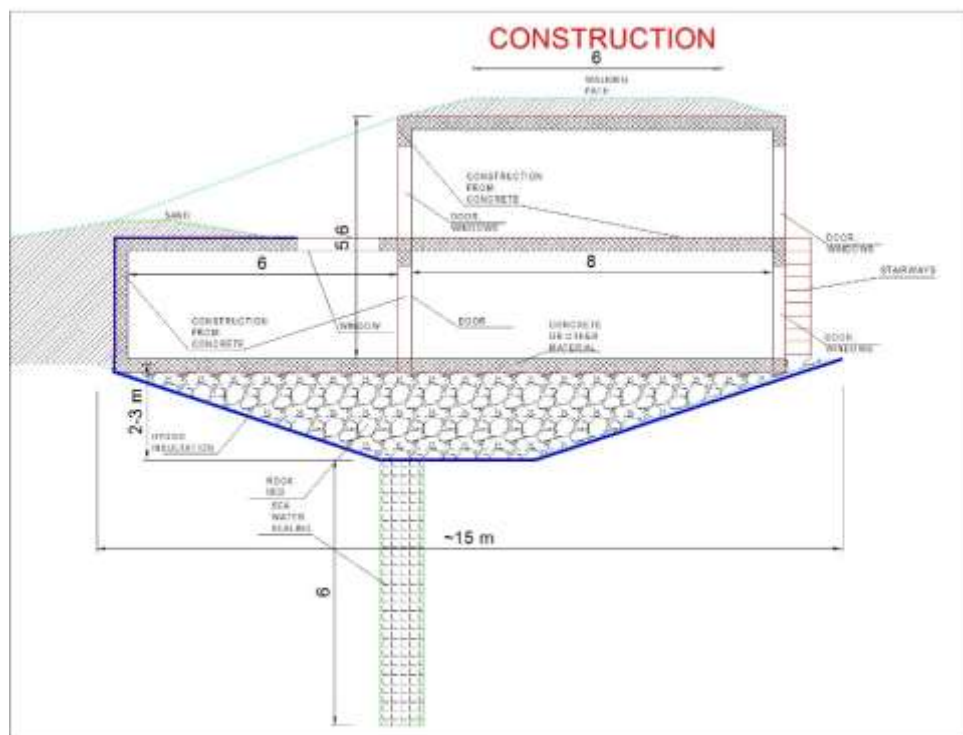 CONSTRUCTION
6
WALKING
PATH
CONSTRUCTION
FROM
CONCRETE
SAND
DOOR,
WINDOWS
5,6
DOOR,
WINDOWS
6
8
STAIRWAYS
CONSTRUCTION
FROM
CONCRETE
WINDOW
DOOR
CONCRETE
OR OTHER
MATERIAL
DOOR,
WINDOWS
2-3 m
HYDRO
INSULTATION
ROCK
BED
SEA
WATER
SEALING
~15 m
6